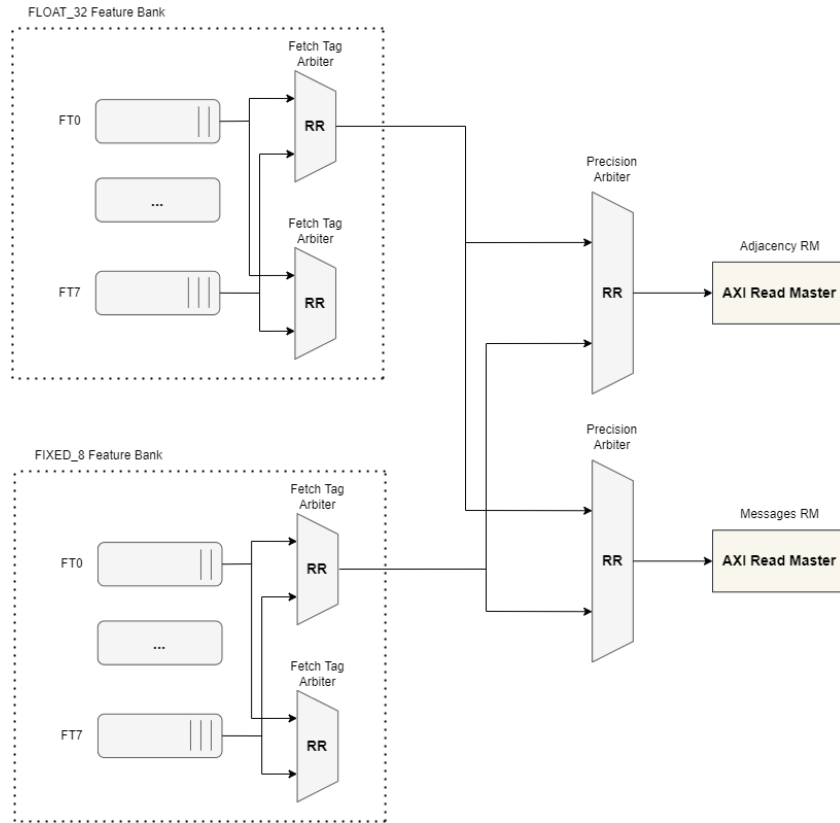 FLOAT_32 Feature Bank
Fetch Tag
Arbiter
FT0
RR
...
Fetch Tag
Arbiter
FT7
RR
Precision
Arbiter
RR
Adjacency RM
AXI Read Master
FIXED_8 Feature Bank
Fetch Tag
Arbiter
FT0
RR
...
Fetch Tag
Arbiter
FT7
RR
Precision
Arbiter
RR
Messages RM
AXI Read Master